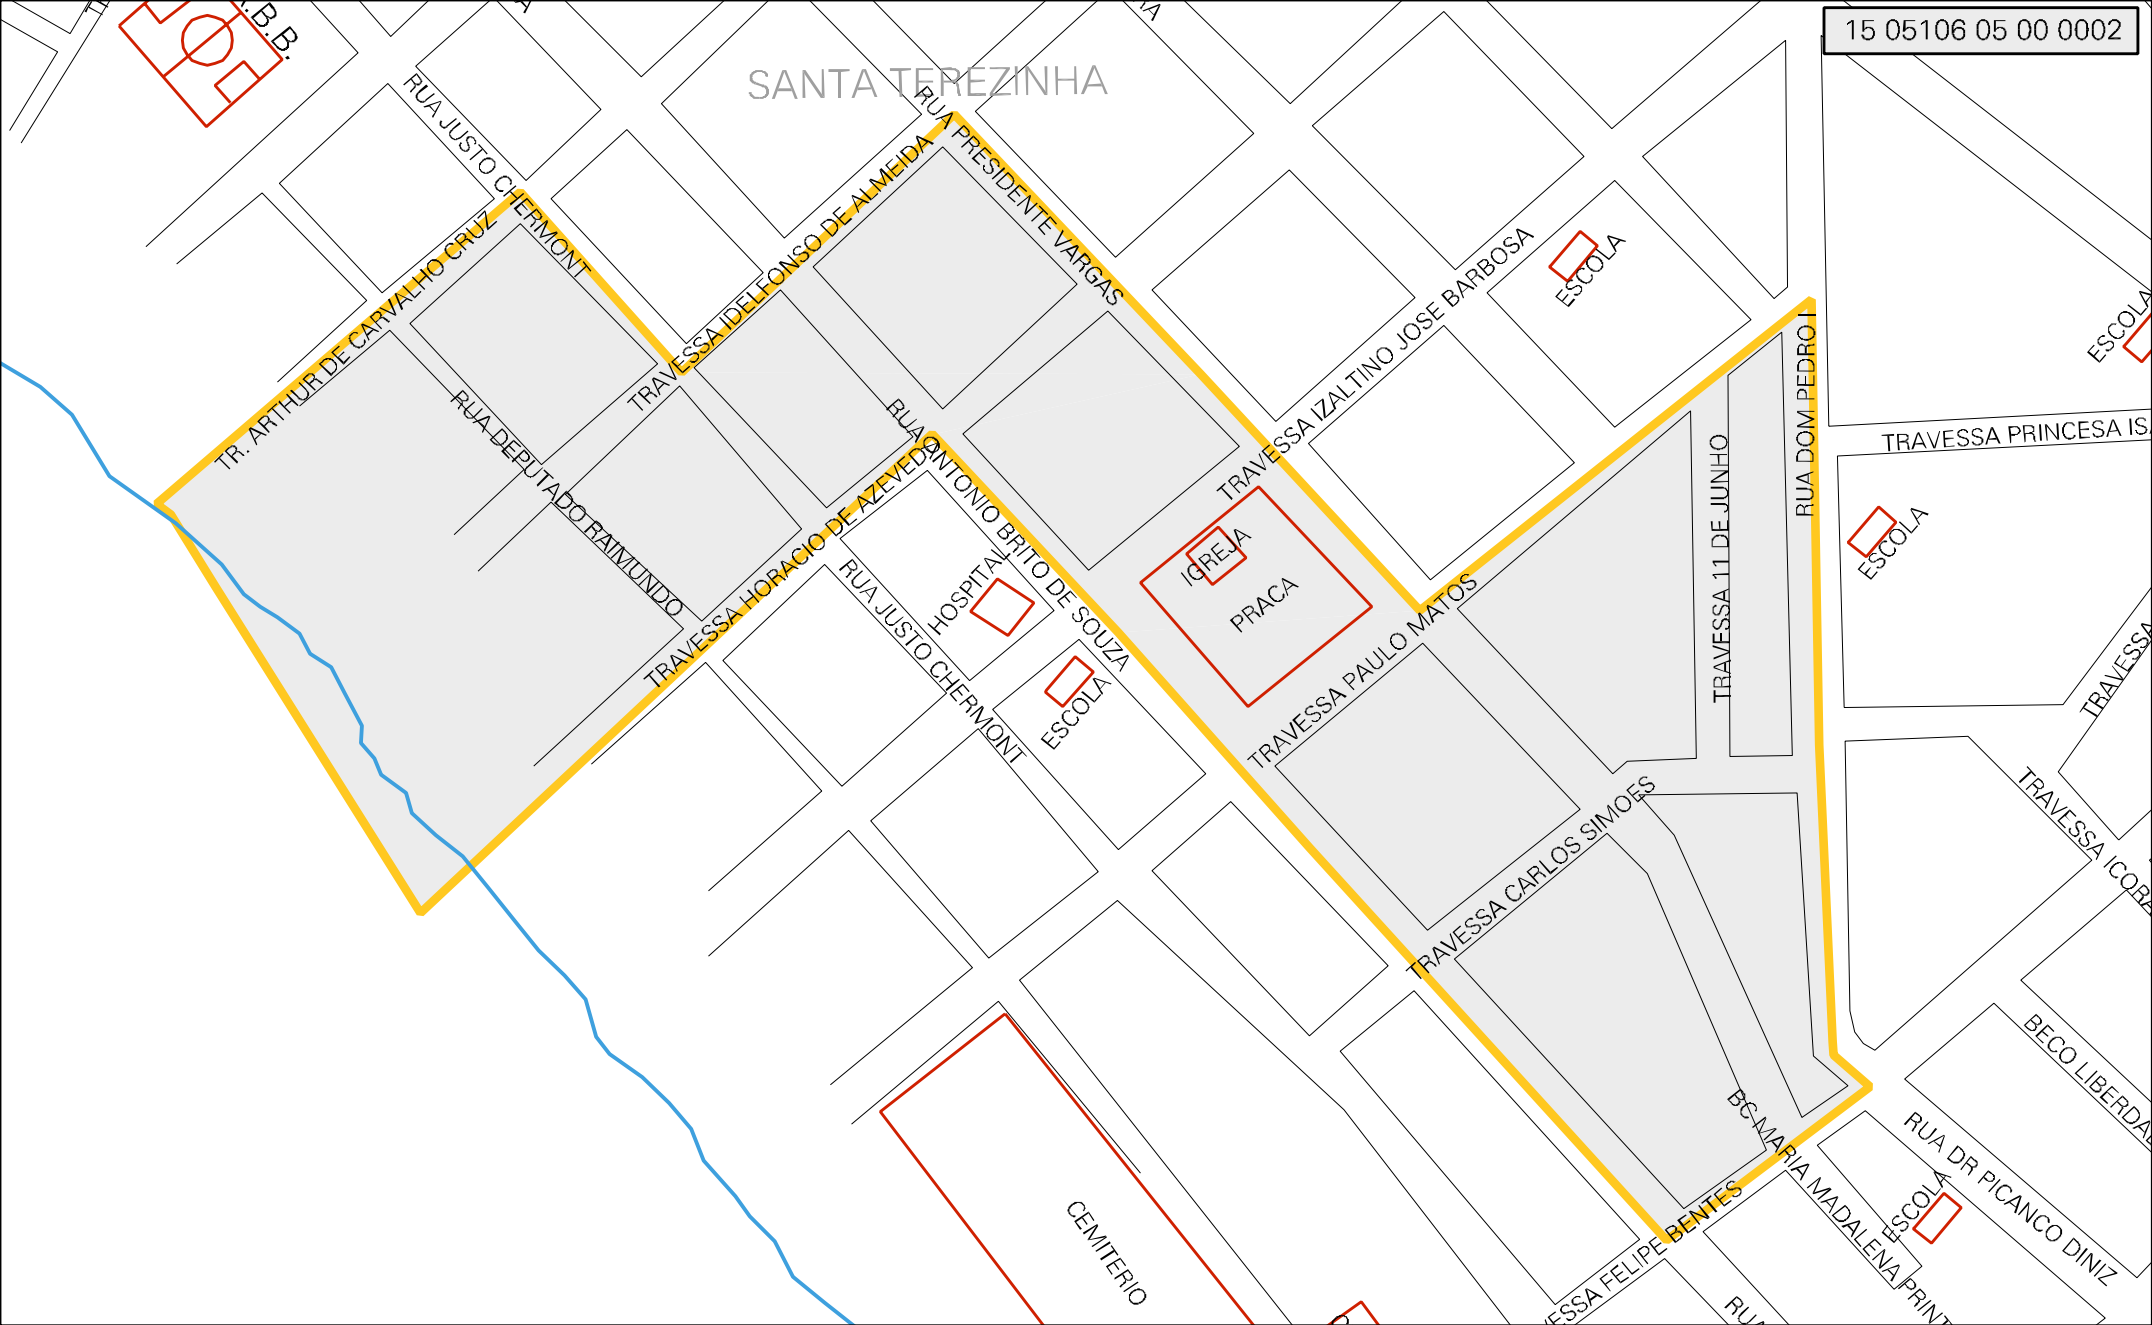 .B.B.
15 05106 05 00 0002
SANTA TEREZINHA
RUA JUSTO CHERMONT
RUA PRESIDENTE VARGAS
TR. ARTHUR DE CARVALHO CRUZ
TRAVESSA IDELFONSO DE ALMEIDA
TRAVESSA IZALTINO JOSE BARBOSA
ESCOLA
ESCOLA
RUA DOM PEDRO I
TRAVESSA PRINCESA IS
RUA DEPUTADO RAIMUNDO
RUA ANTONIO BRITO DE SOUZA
TRAVESSA HORACIO DE AZEVEDO
TRAVESSA 11 DE JUNHO
ESCOLA
IGREJA
PRACA
HOSPITAL
RUA JUSTO CHERMONT
ESCOLA
TRAVESSA PAULO MATOS
TRAVESSA
TRAVESSA CARLOS SIMOES
TRAVESSA ICORA
BECO LIBERDA
BC MARIA MADALENA PRINT
RUA DR PICANCO DINIZ
ESCOLA
CEMITERIO
ESSA FELIPE BENTES
RUA